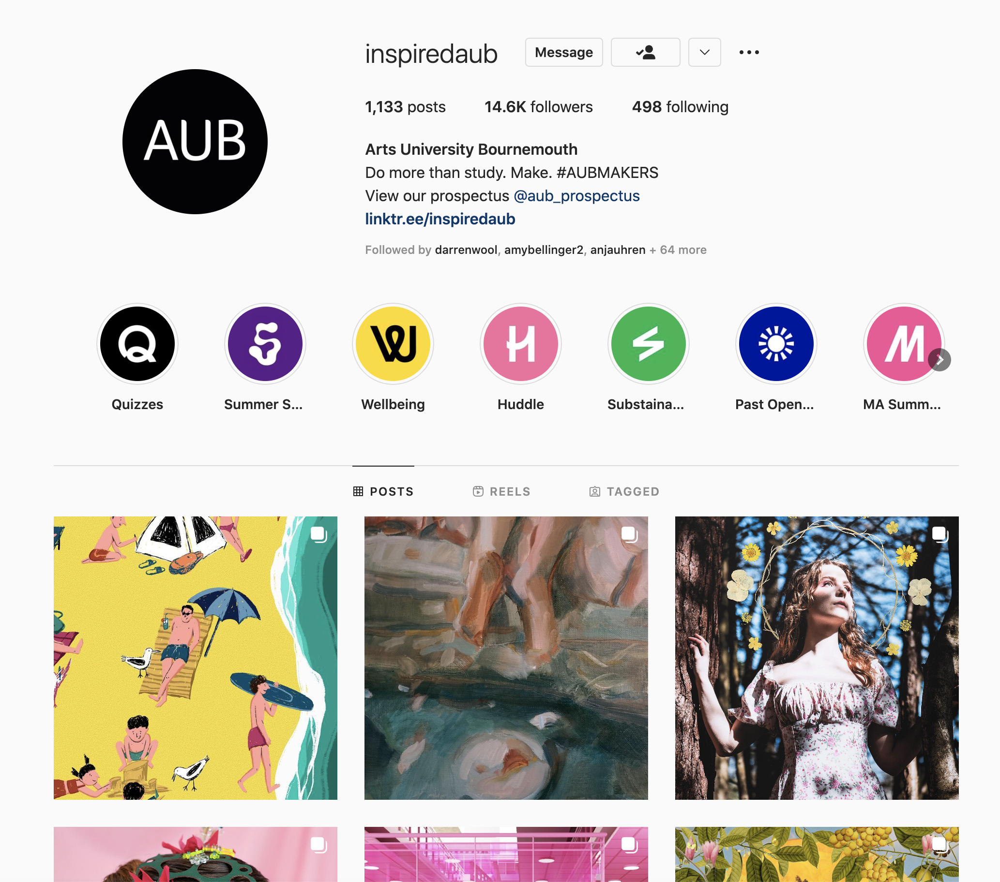 inspiredaub Message
1,133 posts 14.6K followers 498 following
AUB
Arts University Bournemouth
Do more than study. Make. #AUBMAKERS
View our prospectus @aub_prospectus
linktr.ee/inspiredaub
Followed by darrenwool, amybellinger2, anjauhren + 64 more
Q S W H S M
Quizzes Summer S... Wellbeing Huddle Substaina... Past Open... MA Summ...
POSTS REELS TAGGED